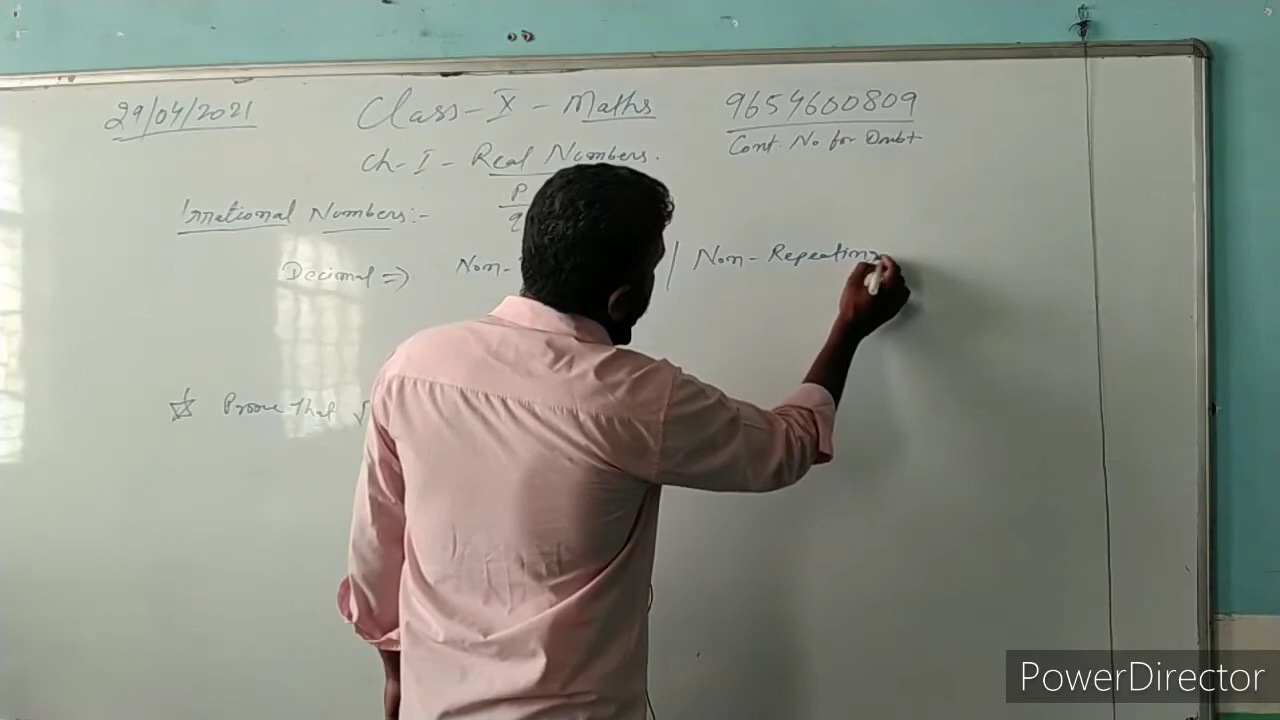 29/04/2021 Class - X - Maths 9654600809
Cont. No for Doubt
Ch - I - Real Numbers.
P
Irrational Numbers :- q
Decimal => Non- | Non - Repeating
Prove that √
PowerDirector